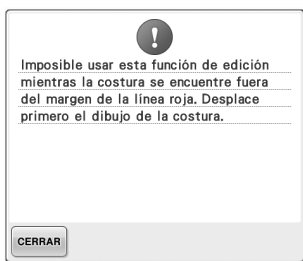 Imposible usar esta función de edición
mientras la costura se encuentre fuera
del margen de la línea roja. Desplace
primero el dibujo de la costura.
CERRAR